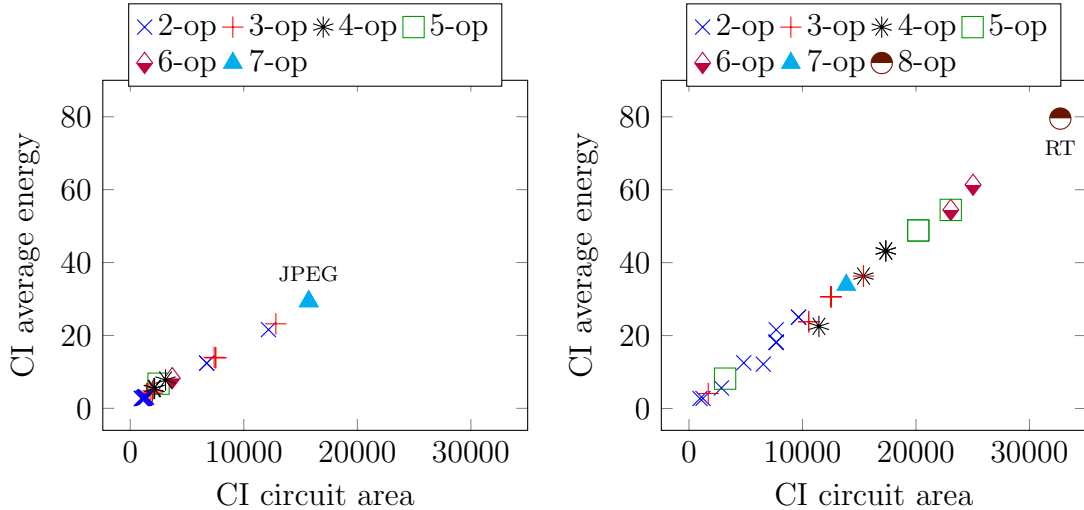 2-op 3-op 4-op 5-op
6-op 7-op
80
60
40
20
0
CI average energy
JPEG
0 10000 20000 30000
CI circuit area
2-op 3-op 4-op 5-op
6-op 7-op 8-op
80
60
40
20
0
CI average energy
RT
0 10000 20000 30000
CI circuit area